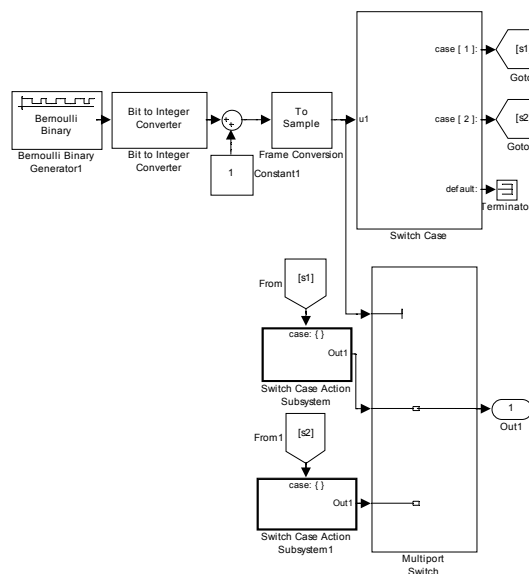 case [ 1 ]:
[s1
Goto
Bernoulli
Binary
Bit to Integer
Converter
To
Sample
u1
case [ 2 ]:
[s2
Goto
Bernoulli Binary
Generator1
Bit to Integer
Converter
Frame Conversion
1
Constant1
default:
Terminato
Switch Case
From
[s1]
case: { }
Out1
Switch Case Action
Subsystem
1
Out1
From1
[s2]
case: { }
Out1
Switch Case Action
Subsystem1
Multiport
Switch